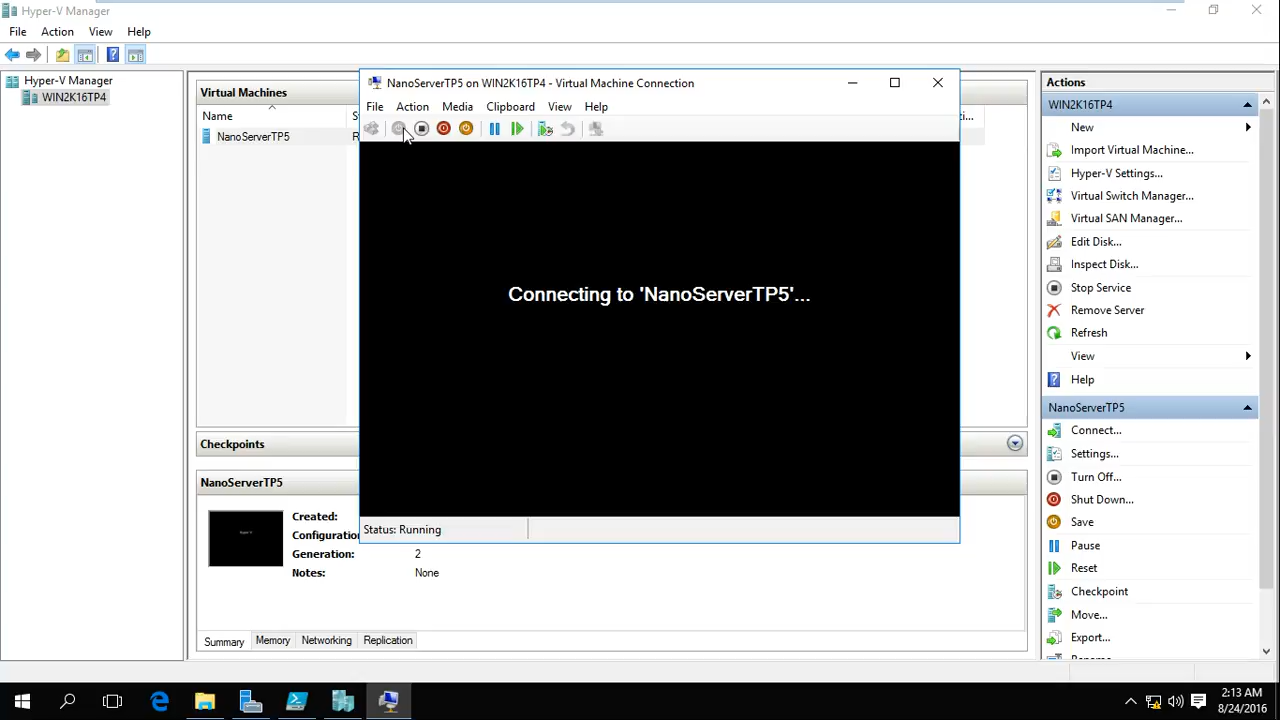 Hyper-V Manager
File Action View Help
Hyper-V Manager
WIN2K16TP4
Virtual Machines
Name
NanoServerTP5
NanoServerTP5 on WIN2K16TP4 - Virtual Machine Connection
File Action Media Clipboard View Help
Connecting to 'NanoServerTP5'...
Status: Running
Checkpoints
NanoServerTP5
Created:
Configuratio
Generation: 2
Notes: None
Summary Memory Networking Replication
Actions
WIN2K16TP4
New
Import Virtual Machine...
Hyper-V Settings...
Virtual Switch Manager...
Virtual SAN Manager...
Edit Disk...
Inspect Disk...
Stop Service
Remove Server
Refresh
View
Help
NanoServerTP5
Connect...
Settings...
Turn Off...
Shut Down...
Save
Pause
Reset
Checkpoint
Move...
Export...
2:13 AM
8/24/2016